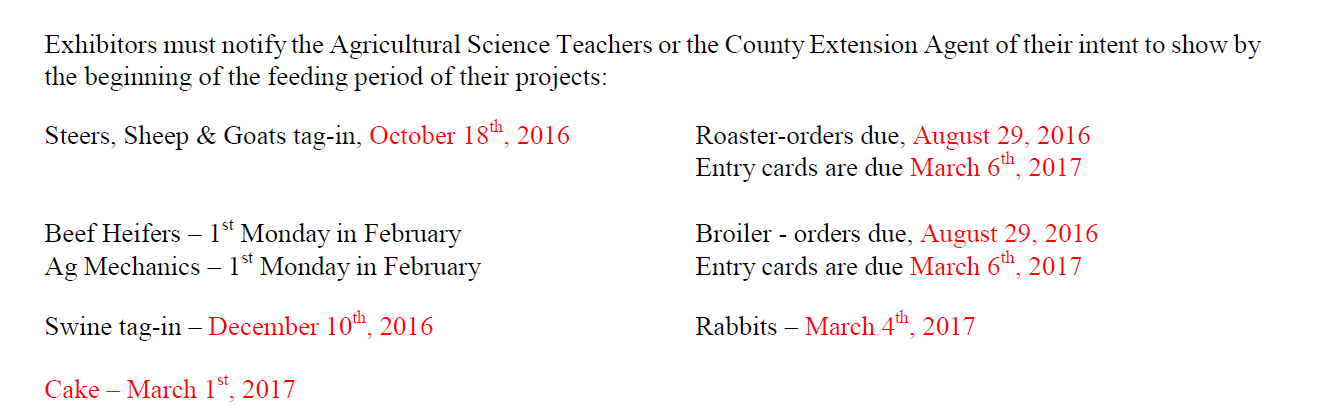 Exhibitors must notify the Agricultural Science Teachers or the County Extension Agent of their intent to show by
the beginning of the feeding period of their projects:
Steers, Sheep & Goats tag-in, October 18th, 2016
Roaster-orders due, August 29, 2016
Entry cards are due March 6th, 2017
Beef Heifers – 1st Monday in February
Ag Mechanics – 1st Monday in February
Broiler - orders due, August 29, 2016
Entry cards are due March 6th, 2017
Swine tag-in – December 10th, 2016
Rabbits – March 4th, 2017
Cake – March 1st, 2017